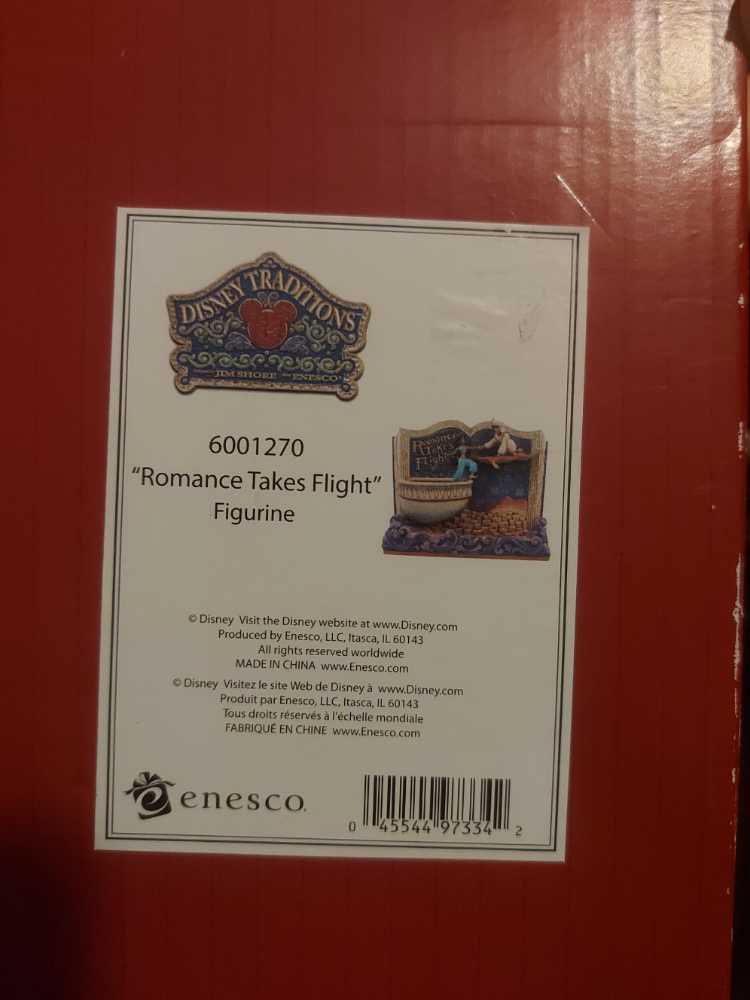 DISNEY TRADITIONS
JIM SHORE ENESCO
6001270
"Romance Takes Flight"
Figurine
Romance
Takes
Flight
© Disney Visit the Disney website at www.Disney.com
Produced by Enesco, LLC, Itasca, IL 60143
All rights reserved worldwide
MADE IN CHINA www.Enesco.com
© Disney Visitez le site Web de Disney à www.Disney.com
Produit par Enesco, LLC, Itasca, IL 60143
Tous droits réservés à l'échelle mondiale
FABRIQUÉ EN CHINE www.Enesco.com
enesco.
0 45544 97334 2